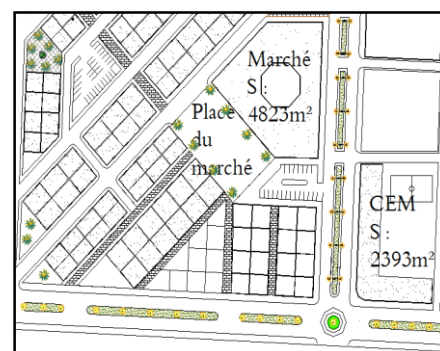 Marché
S :
4823m²
Place
du
marché
CEM
S :
2393m²